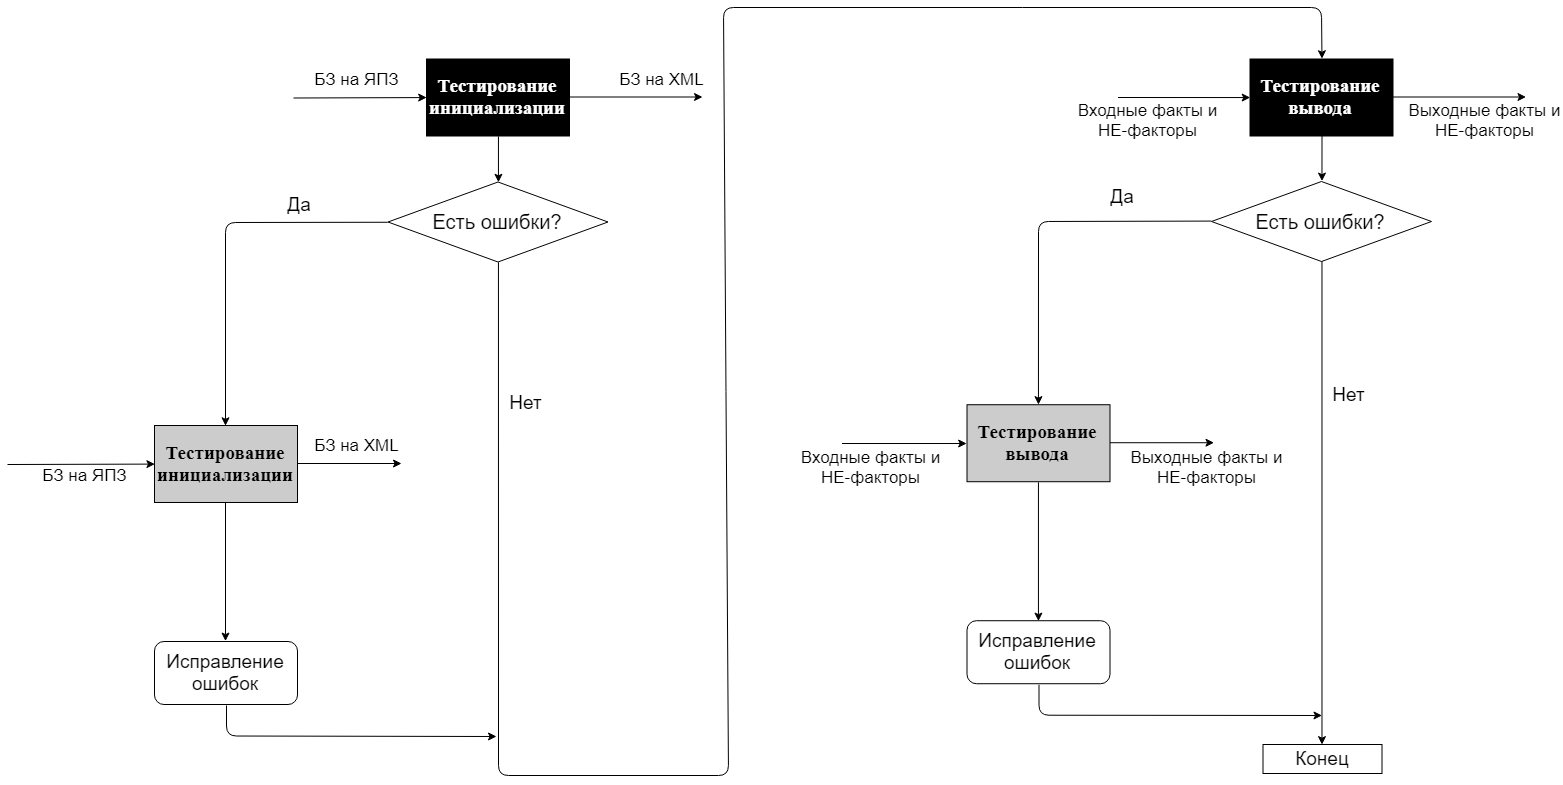 БЗ на ЯПЗ
Тестирование
инициализации
БЗ на XML
Есть ошибки?
Да
Нет
БЗ на ЯПЗ
Тестирование
инициализации
БЗ на XML
Исправление
ошибок
Входные факты и
НЕ-факторы
Тестирование
вывода
Выходные факты и
НЕ-факторы
Есть ошибки?
Да
Нет
Входные факты и
НЕ-факторы
Тестирование
вывода
Выходные факты и
НЕ-факторы
Исправление
ошибок
Конец